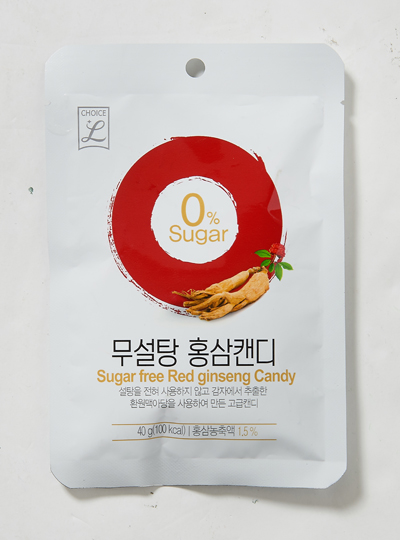 CHOICE
L
0%
Sugar
무설탕 홍삼캔디
Sugar free Red ginseng Candy
설탕을 전혀 사용하지 않고 감자에서 추출한
환원맥아당을 사용하여 만든 고급캔디
40 g(100 kcal) | 홍삼농축액 1.5 %